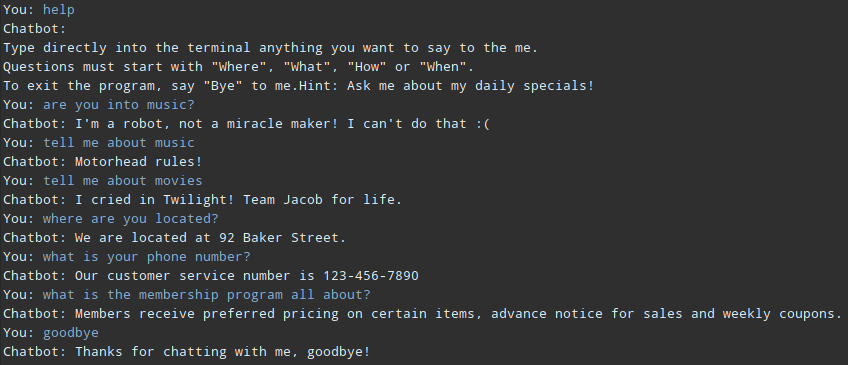 You: help
Chatbot:
Type directly into the terminal anything you want to say to the me.
Questions must start with "Where", "What", "How" or "When".
To exit the program, say "Bye" to me.Hint: Ask me about my daily specials!
You: are you into music?
Chatbot: I'm a robot, not a miracle maker! I can't do that :(
You: tell me about music
Chatbot: Motorhead rules!
You: tell me about movies
Chatbot: I cried in Twilight! Team Jacob for life.
You: where are you located?
Chatbot: We are located at 92 Baker Street.
You: what is your phone number?
Chatbot: Our customer service number is 123-456-7890
You: what is the membership program all about?
Chatbot: Members receive preferred pricing on certain items, advance notice for sales and weekly coupons.
You: goodbye
Chatbot: Thanks for chatting with me, goodbye!